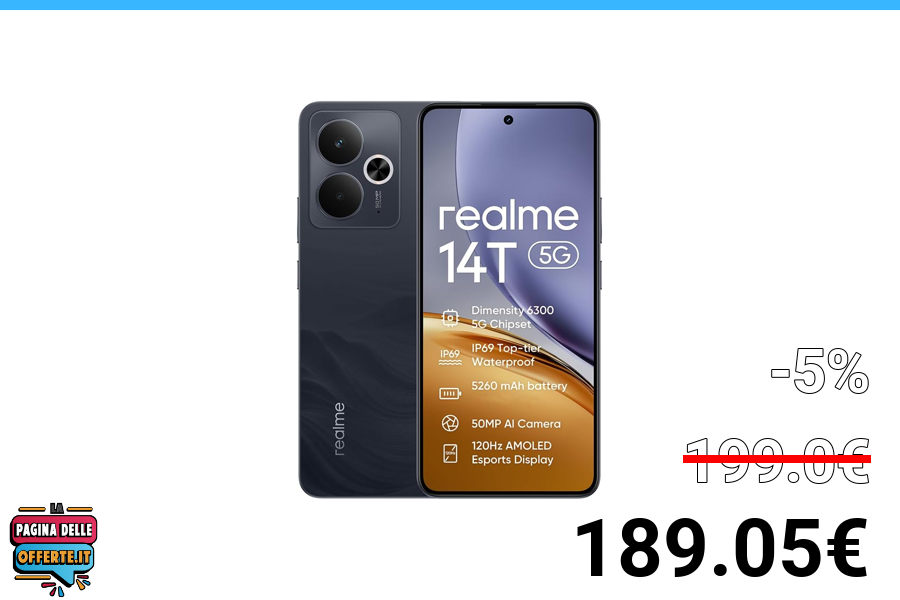 realme
14T 5G
Dimensity 6300
5G Chipset
IP69
IP69 Top-tier
Waterproof
5260 mAh battery
50MP AI Camera
120Hz AMOLED
Esports Display
realme
-5%
199.0€
189.05€
LA
PAGINA DELLE
OFFERTE.IT